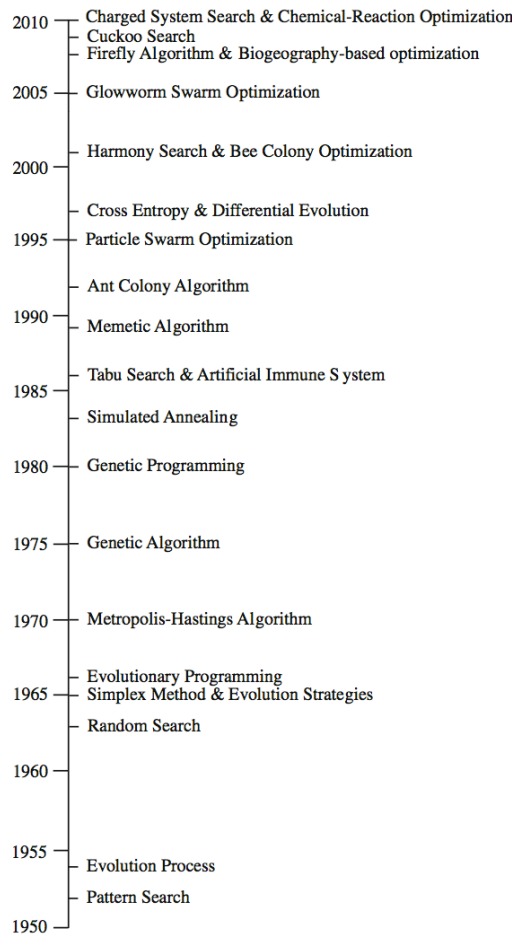 2010 Charged System Search & Chemical-Reaction Optimization
Cuckoo Search
Firefly Algorithm & Biogeography-based optimization
2005 Glowworm Swarm Optimization
Harmony Search & Bee Colony Optimization
2000
Cross Entropy & Differential Evolution
1995 Particle Swarm Optimization
Ant Colony Algorithm
1990
Memetic Algorithm
Tabu Search & Artificial Immune S ystem
1985
Simulated Annealing
1980 Genetic Programming
1975 Genetic Algorithm
1970 Metropolis-Hastings Algorithm
Evolutionary Programming
1965 Simplex Method & Evolution Strategies
Random Search
1960
1955
Evolution Process
Pattern Search
1950